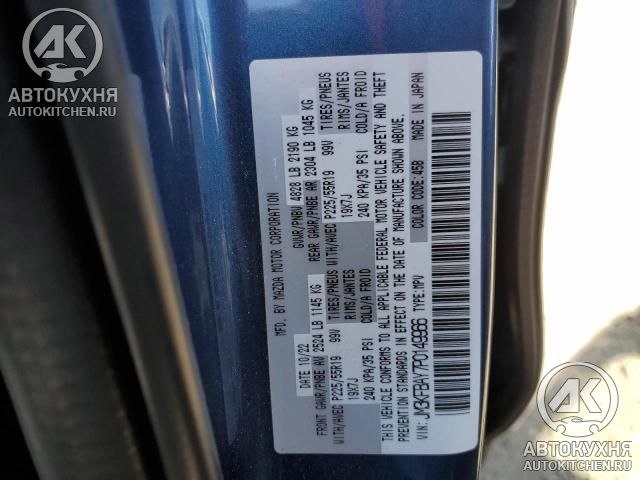 АВТОКУХНЯ
AUTOKITCHEN.RU
MFD. BY MAZDA MOTOR CORPORATION
DATE 10/22
GVWR/PNBV 4828 LB 2190 KG
FRONT GAWR/PNBE AV 2524 LB 1145 KG
REAR GAWR/PNBE AR 2304 LB 1045 KG
WITH/AVEC P225/55R19 99V TIRES/PNEUS WITH/AVEC P225/55R19 99V TIRES/PNEUS
19X7J RIMS/JANTES 19X7J RIMS/JANTES
240 KPA/35 PSI COLD/A FROID 240 KPA/35 PSI COLD/A FROID
THIS VEHICLE CONFORMS TO ALL APPLICABLE FEDERAL MOTOR VEHICLE SAFETY AND THEFT
PREVENTION STANDARDS IN EFFECT ON THE DATE OF MANUFACTURE SHOWN ABOVE.
VIN: JM3KFBAY7P0149966 TYPE: MPV COLOR CODE: 45B MADE IN JAPAN
АВТОКУХНЯ
AUTOKITCHEN.RU